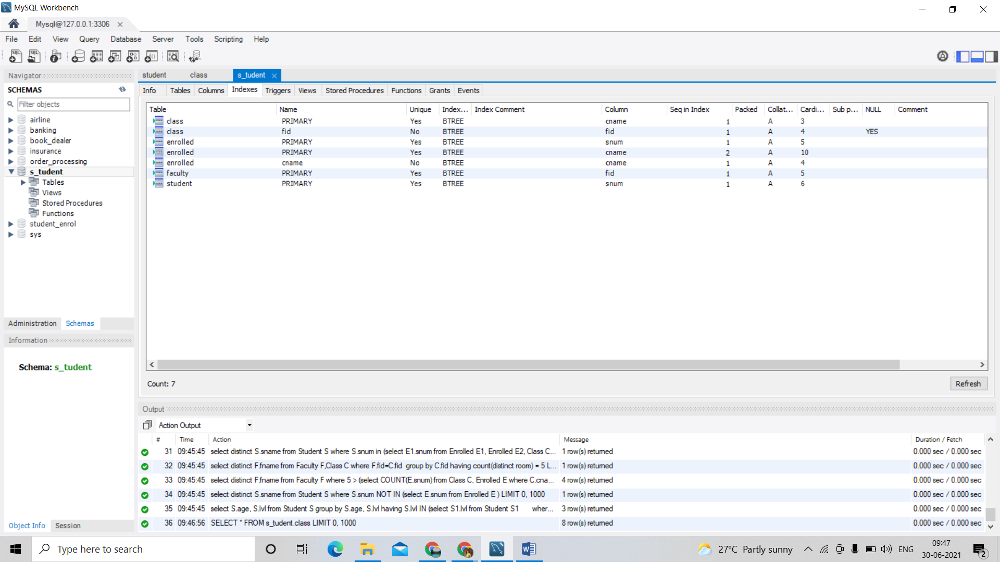 MySQL Workbench
Mysql@127.0.0.1:3306
File Edit View Query Database Server Tools Scripting Help
Navigator
SCHEMAS
Filter objects
airline
banking
book_dealer
insurance
order_processing
s_tudent
Tables
Views
Stored Procedures
Functions
student_enrol
sys
Administration Schemas
Information
Schema: s_tudent
Object Info Session
student class s_tudent
Info Tables Columns Indexes Triggers Views Stored Procedures Functions Grants Events
Table Name Unique Index... Index Comment Column Seq in Index Packed Collat... Cardi... Sub p... NULL Comment
class PRIMARY Yes BTREE cname 1 A 3
class fid No BTREE fid 1 A 4 YES
enrolled PRIMARY Yes BTREE snum 1 A 5
enrolled PRIMARY Yes BTREE cname 2 A 10
enrolled cname No BTREE cname 1 A 4
faculty PRIMARY Yes BTREE fid 1 A 5
student PRIMARY Yes BTREE snum 1 A 6
Count: 7
Refresh
Output
Action Output
# Time Action Message Duration / Fetch
31 09:45:45 select distinct S.sname from Student S where S.snum in (select E1.snum from Enrolled E1, Enrolled E2, Class C... 1 row(s) returned 0.000 sec / 0.000 sec
32 09:45:45 select distinct F.fname from Faculty F,Class C where F.fid=C.fid group by C.fid having count(distinct room) = 5 L... 1 row(s) returned 0.000 sec / 0.000 sec
33 09:45:45 select distinct F.fname from Faculty F where 5 > (select COUNT(E.snum) from Class C, Enrolled E where C.cna... 4 row(s) returned 0.000 sec / 0.000 sec
34 09:45:45 select distinct S.sname from Student S where S.snum NOT IN (select E.snum from Enrolled E ) LIMIT 0, 1000 1 row(s) returned 0.000 sec / 0.000 sec
35 09:45:45 select S.age, S.lvl from Student S group by S.age, S.lvl having S.lvl IN (select S1.lvl from Student S1 wher... 3 row(s) returned 0.000 sec / 0.000 sec
36 09:46:56 SELECT * FROM s_tudent.class LIMIT 0, 1000 8 row(s) returned 0.000 sec / 0.000 sec
Type here to search
27°C Partly sunny
ENG
09:47
30-06-2021
2